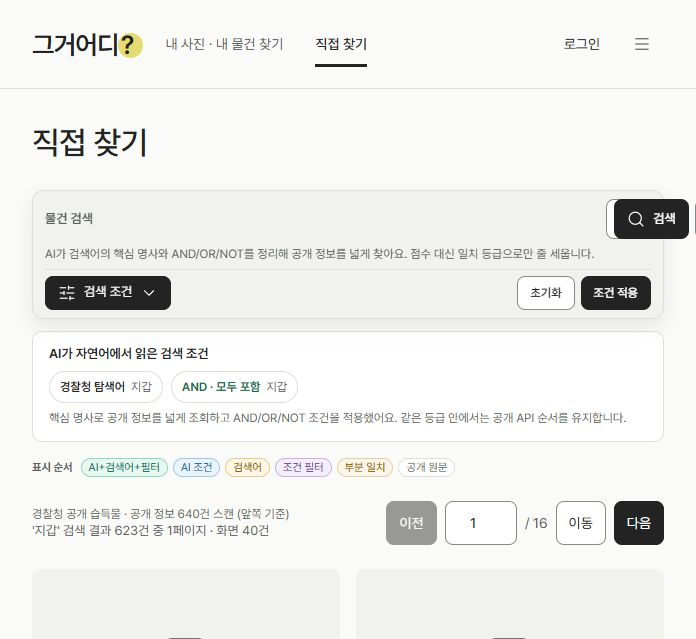 그거어디?
내 사진 · 내 물건 찾기
직접 찾기
로그인
직접 찾기
물건 검색
검색
AI가 검색어의 핵심 명사와 AND/OR/NOT를 정리해 공개 정보를 넓게 찾아요. 점수 대신 일치 등급으로만 줄 세웁니다.
검색 조건
초기화
조건 적용
AI가 자연어에서 읽은 검색 조건
경찰청 탐색어 지갑
AND · 모두 포함 지갑
핵심 명사로 공개 정보를 넓게 조회하고 AND/OR/NOT 조건을 적용했어요. 같은 등급 안에서는 공개 API 순서를 유지합니다.
표시 순서
AI+검색어+필터
AI 조건
검색어
조건 필터
부분 일치
공개 원문
경찰청 공개 습득물 · 공개 정보 640건 스캔 (앞쪽 기준)
'지갑' 검색 결과 623건 중 1페이지 · 화면 40건
이전
1
/ 16
이동
다음